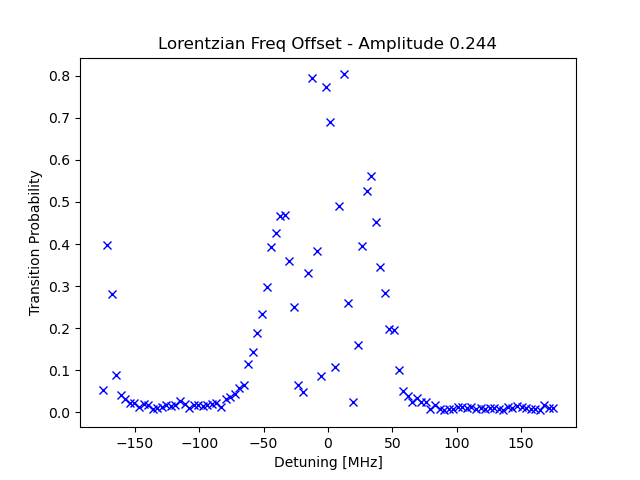 Lorentzian Freq Offset - Amplitude 0.244
0.8
0.7
0.6
0.5
0.4
0.3
0.2
0.1
0.0
Transition Probability
−150 −100 −50 0 50 100 150
Detuning [MHz]